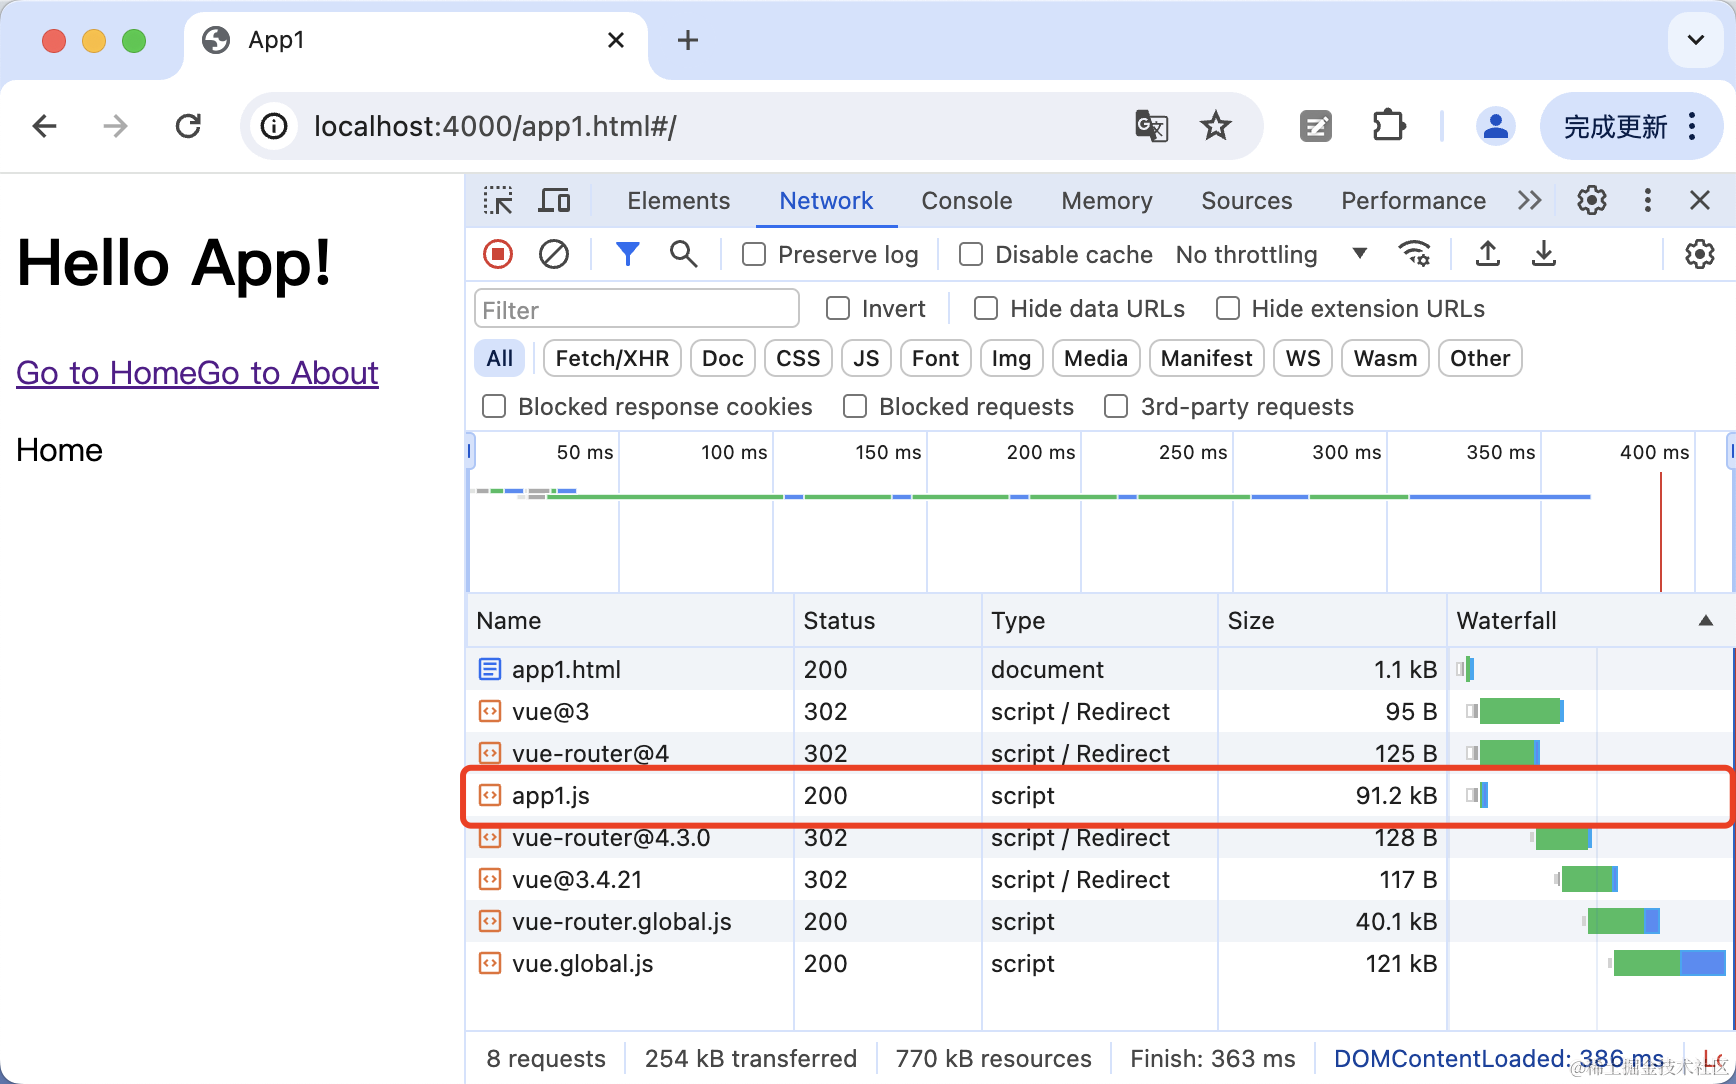 App1
localhost:4000/app1.html#/
完成更新
Hello App!
Go to HomeGo to About
Home
Elements Network Console Memory Sources Performance
Preserve log Disable cache No throttling
Filter Invert Hide data URLs Hide extension URLs
All Fetch/XHR Doc CSS JS Font Img Media Manifest WS Wasm Other
Blocked response cookies Blocked requests 3rd-party requests
50 ms 100 ms 150 ms 200 ms 250 ms 300 ms 350 ms 400 ms
Name Status Type Size Waterfall
app1.html 200 document 1.1 kB
vue@3 302 script / Redirect 95 B
vue-router@4 302 script / Redirect 125 B
app1.js 200 script 91.2 kB
vue-router@4.3.0 302 script / Redirect 128 B
vue@3.4.21 302 script / Redirect 117 B
vue-router.global.js 200 script 40.1 kB
vue.global.js 200 script 121 kB
8 requests 254 kB transferred 770 kB resources Finish: 363 ms DOMContentLoaded: 386 ms
@稀土掘金技术社区